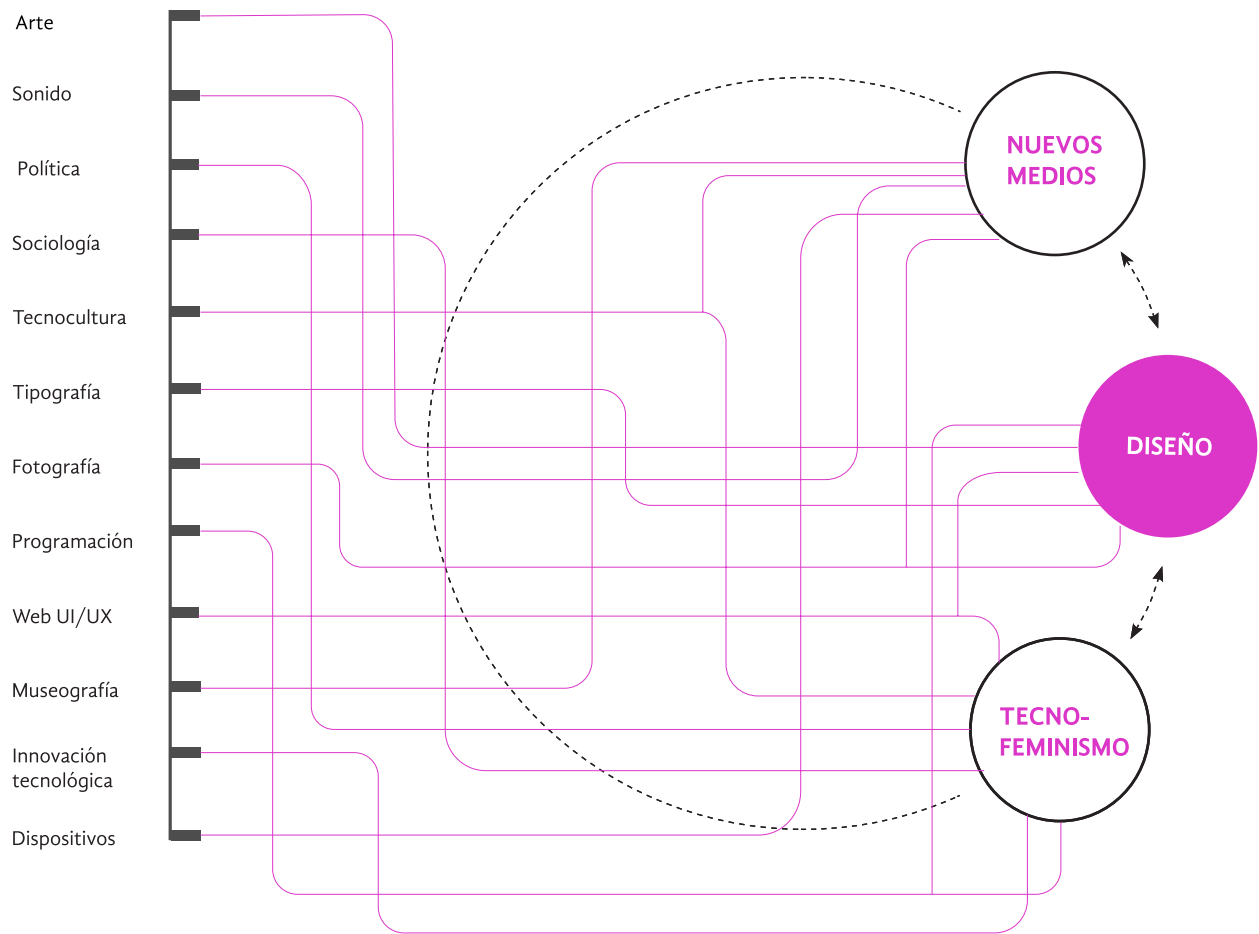 Arte
Sonido
Política
Sociología
Tecnocultura
Tipografía
Fotografía
Programación
Web UI/UX
Museografía
Innovación
tecnológica
Dispositivos
NUEVOS
MEDIOS
DISEÑO
TECNO-
FEMINISMO